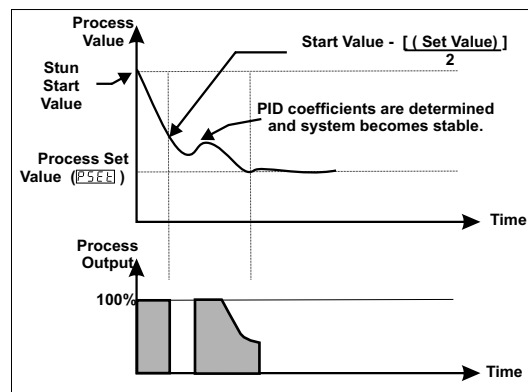 Process
Value
Start Value - [( Set Value)]
2
Stun
Start
Value
PID coefficients are determined
and system becomes stable.
Process Set
Value (PSEt)
Time
Process
Output
100%
Time